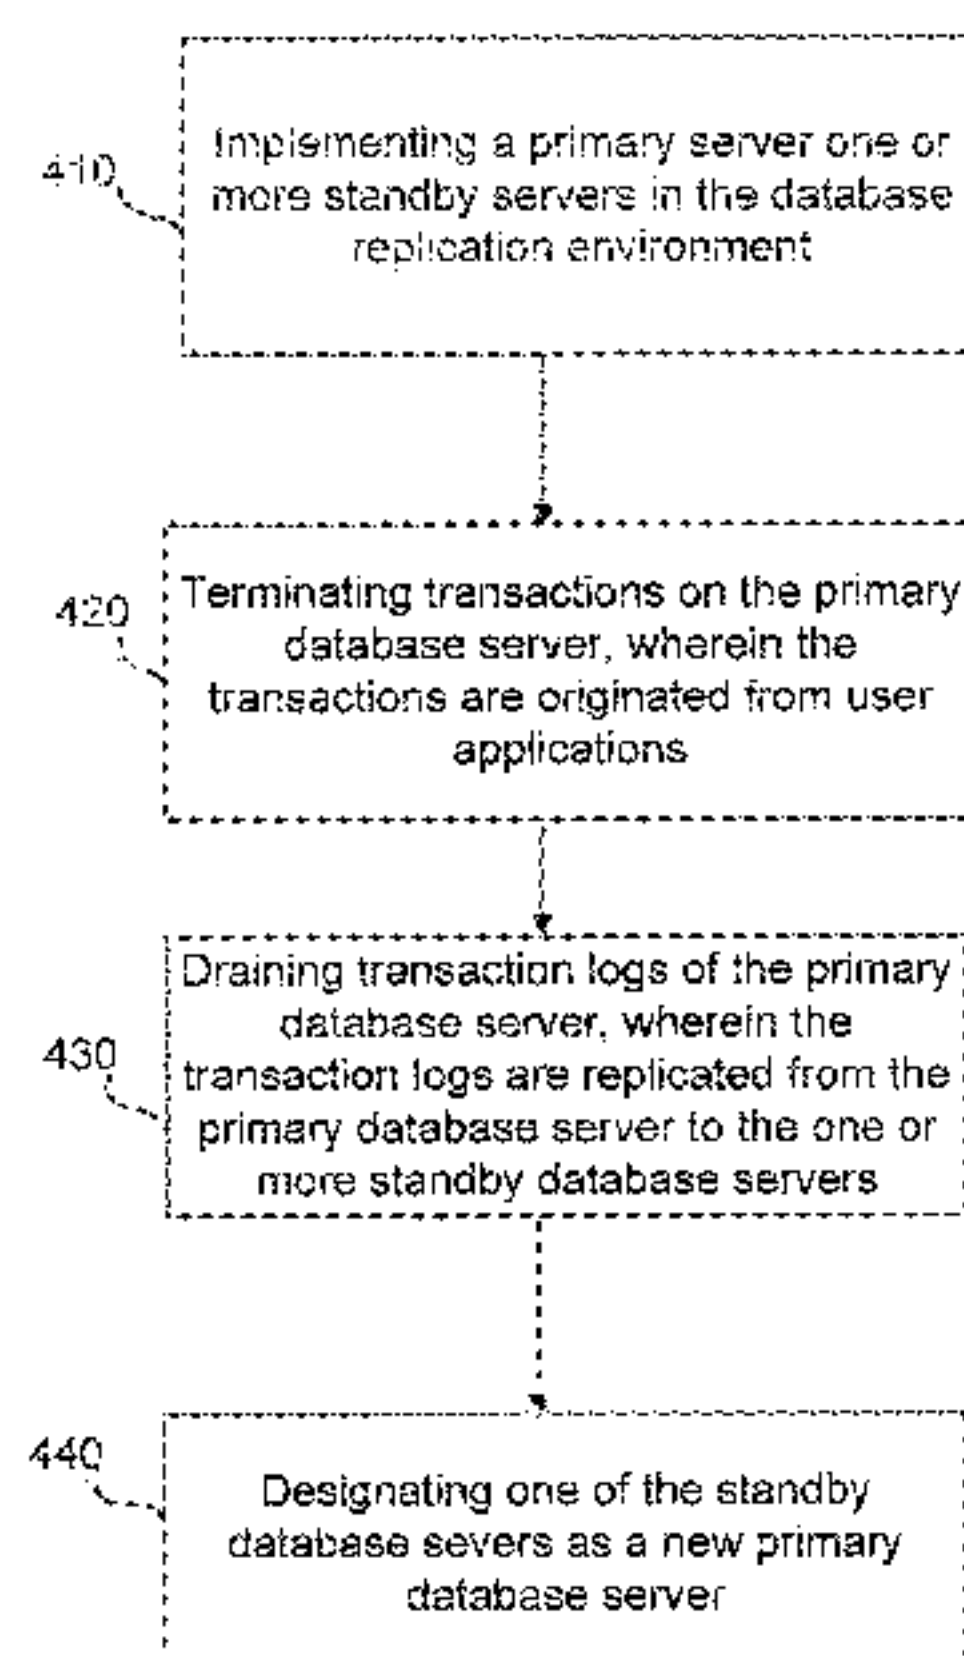 410
Implementing a primary server one or
more standby servers in the database
replication environment
420
Terminating transactions on the primary
database server, wherein the
transactions are originated from user
applications
430
Draining transaction logs of the primary
database server, wherein the
transaction logs are replicated from the
primary database server to the one or
more standby database servers
440
Designating one of the standby
database severs as a new primary
database server